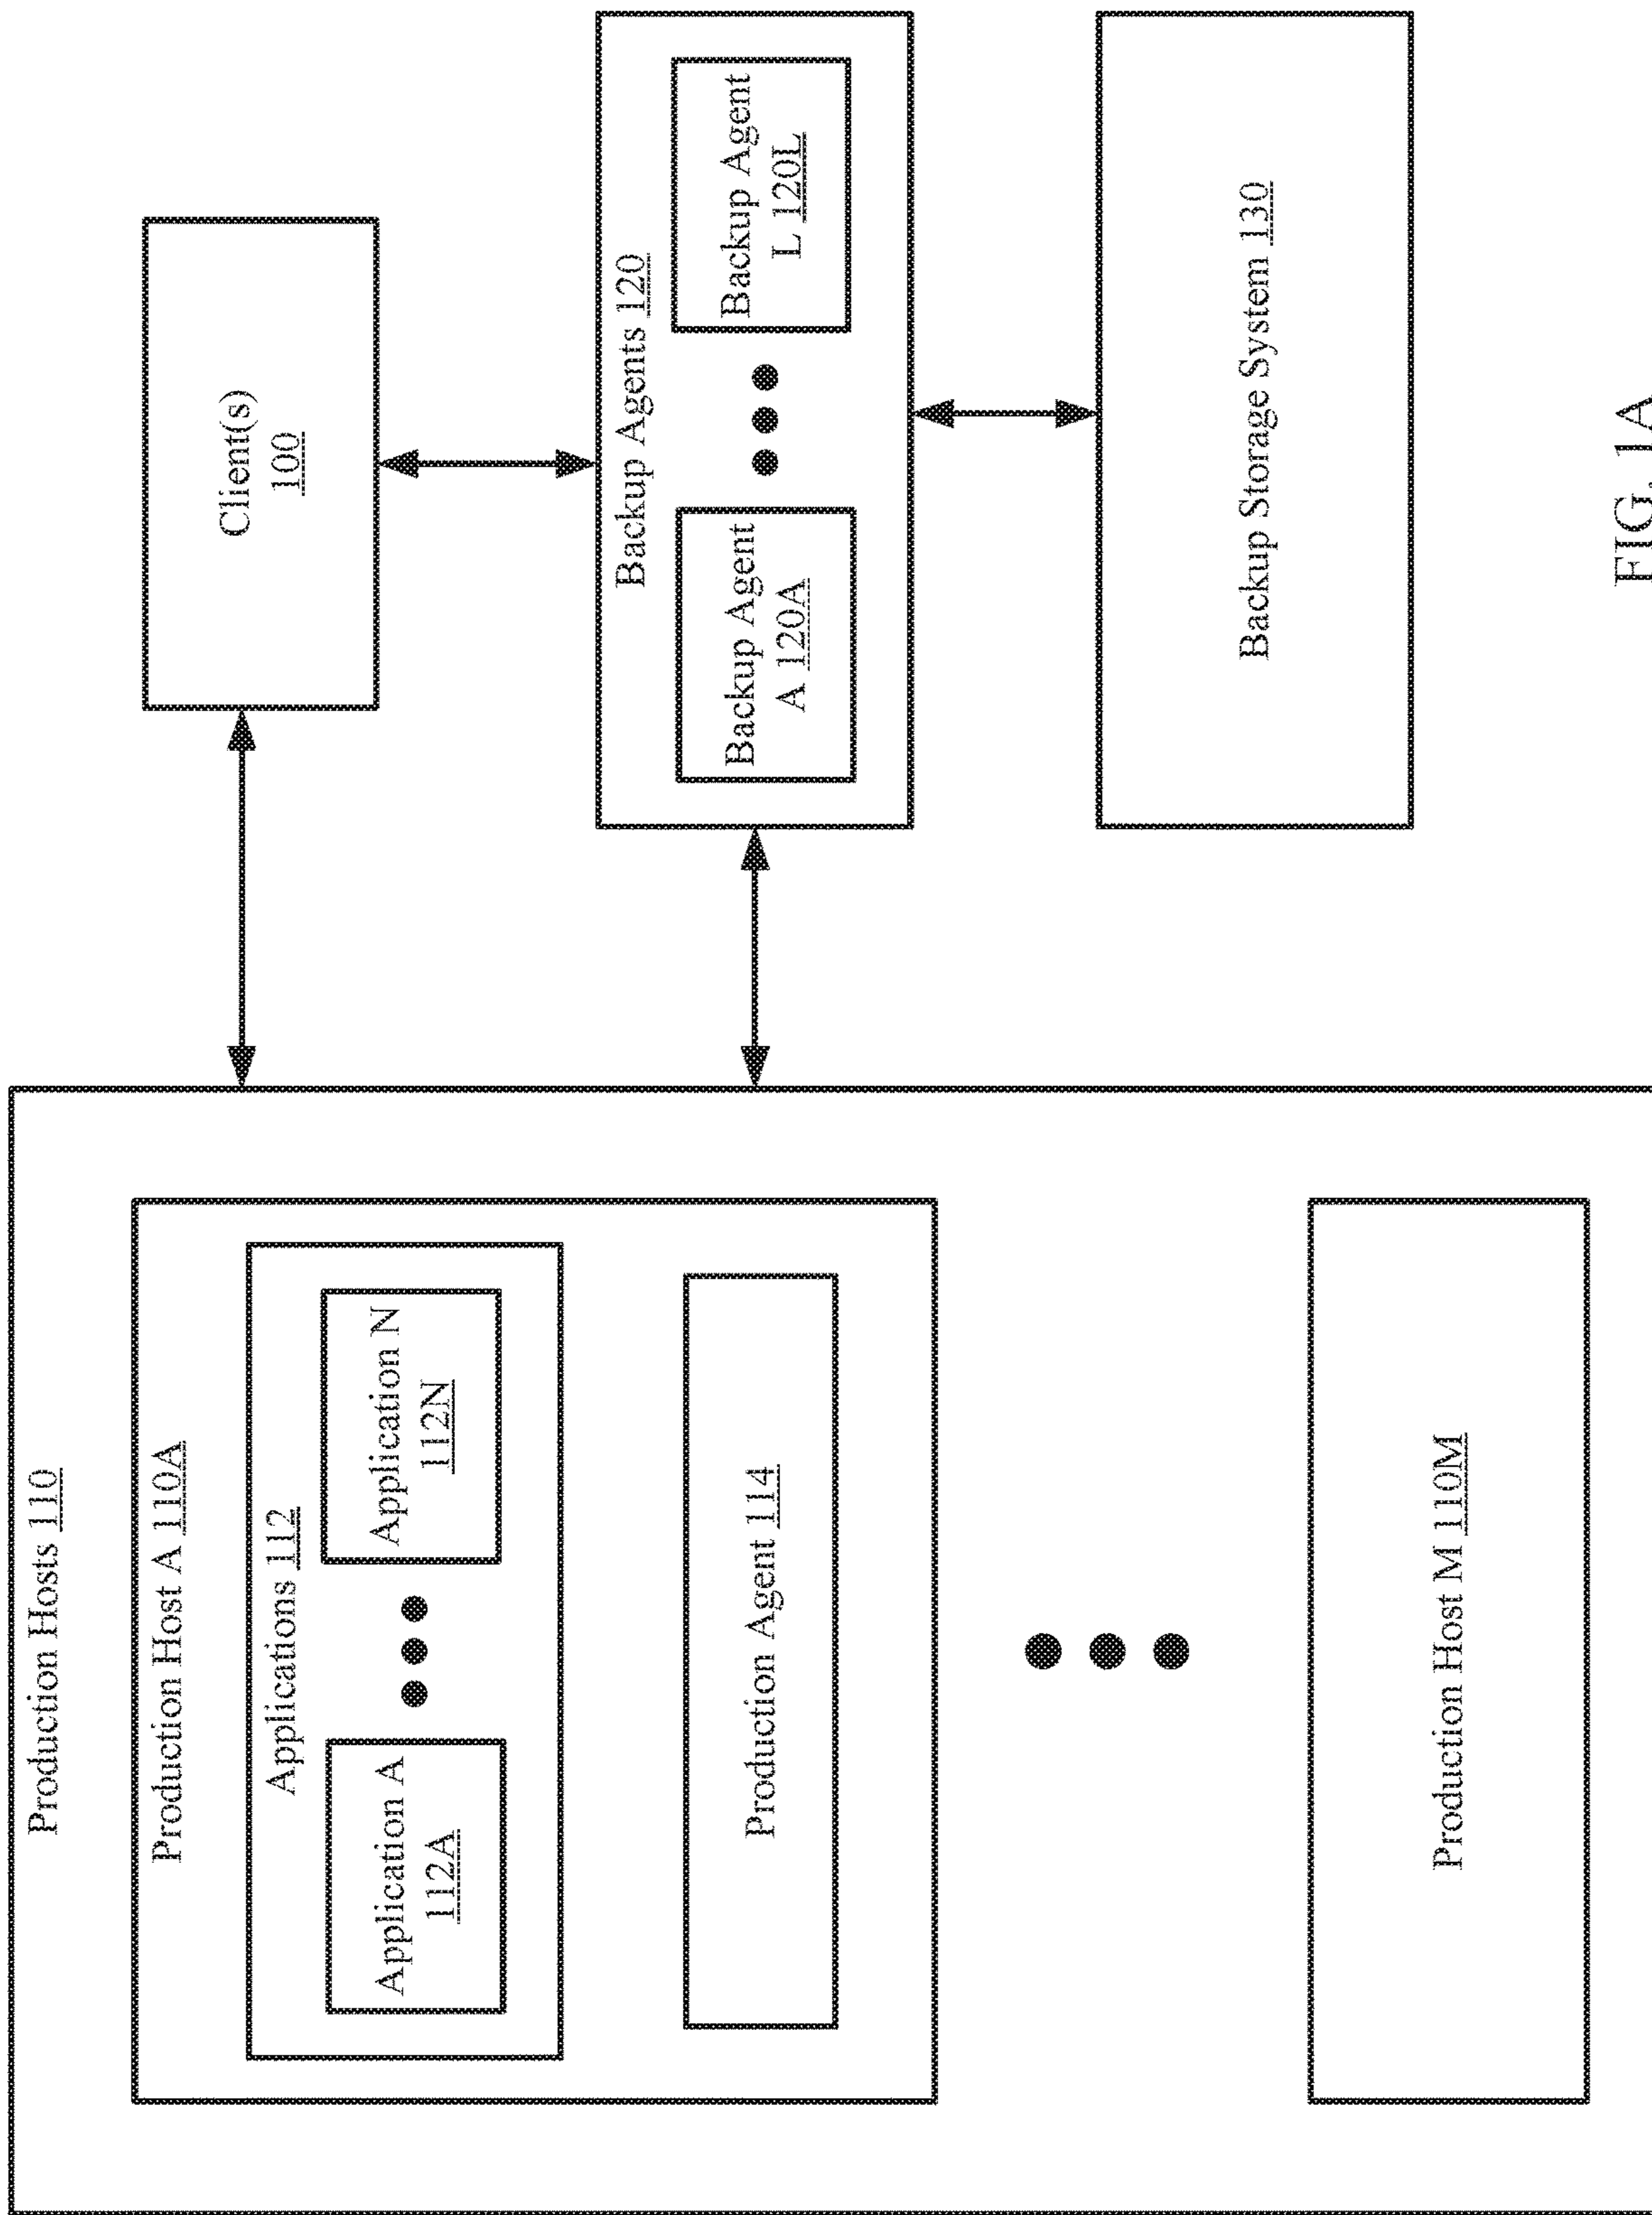 Production Hosts 110
Production Host A 110A
Applications 112
Application A
112A
Application N
112N
Production Agent 114
Production Host M 110M
Client(s)
100
Backup Agents 120
Backup Agent
A 120A
Backup Agent
L 120L
Backup Storage System 130
FIG. 1A